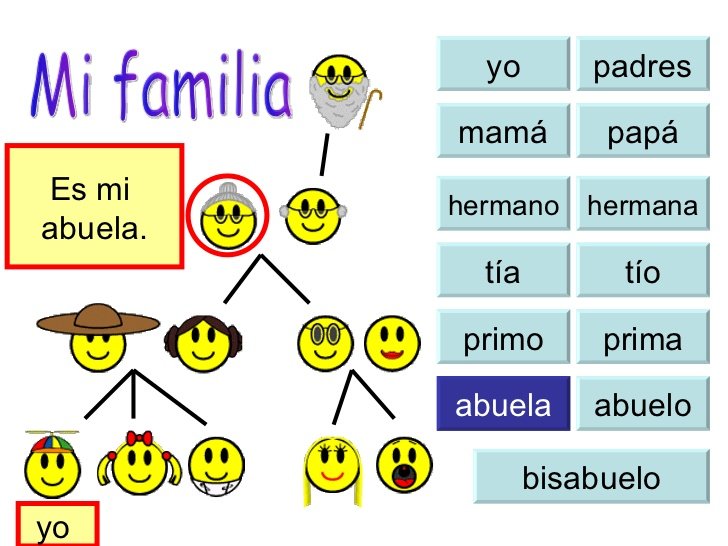 Mi familia
Es mi
abuela.
yo
yo padres
mamá papá
hermano hermana
tía tío
primo prima
abuela abuelo
bisabuelo